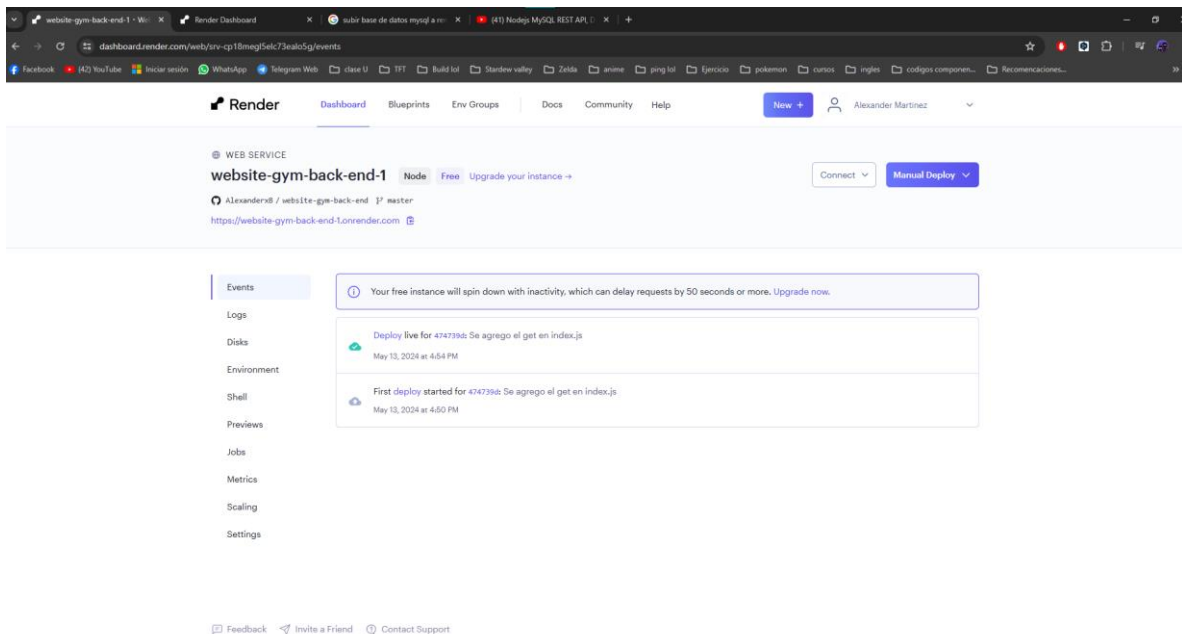 website-gym-back-end-1 · We
Render Dashboard
subir base de datos mysql a re
(41) Nodejs MySQL REST API,
dashboard.render.com/web/srv-cp18megl5elc73ealo5g/events
Facebook
(42) YouTube
Iniciar sesión
WhatsApp
Telegram Web
clase U
TFT
Build lol
Stardew valley
Zelda
anime
ping lol
Ejercicio
pokemon
cursos
ingles
codigos componen...
Recomencaciones...
Render
Dashboard
Blueprints
Env Groups
Docs
Community
Help
New +
Alexander Martinez
WEB SERVICE
website-gym-back-end-1 Node Free Upgrade your instance →
Connect
Manual Deploy
Alexanderx8 / website-gym-back-end master
https://website-gym-back-end-1.onrender.com
Events
Logs
Disks
Environment
Shell
Previews
Jobs
Metrics
Scaling
Settings
Your free instance will spin down with inactivity, which can delay requests by 50 seconds or more. Upgrade now.
Deploy live for 474739d: Se agrego el get en index.js
May 13, 2024 at 4:54 PM
First deploy started for 474739d: Se agrego el get en index.js
May 13, 2024 at 4:50 PM
Feedback
Invite a Friend
Contact Support